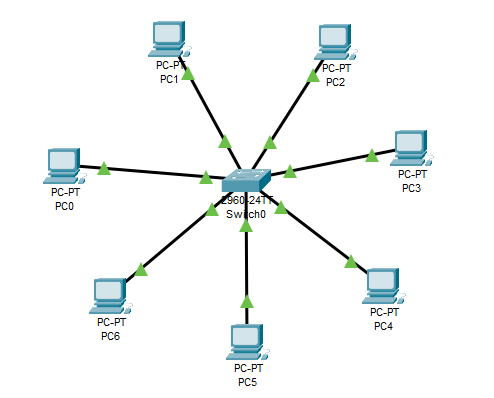 PC-PT
PC1
PC-PT
PC2
PC-PT
PC3
PC-PT
PC0
2960-24TT
Switch0
PC-PT
PC4
PC-PT
PC6
PC-PT
PC5